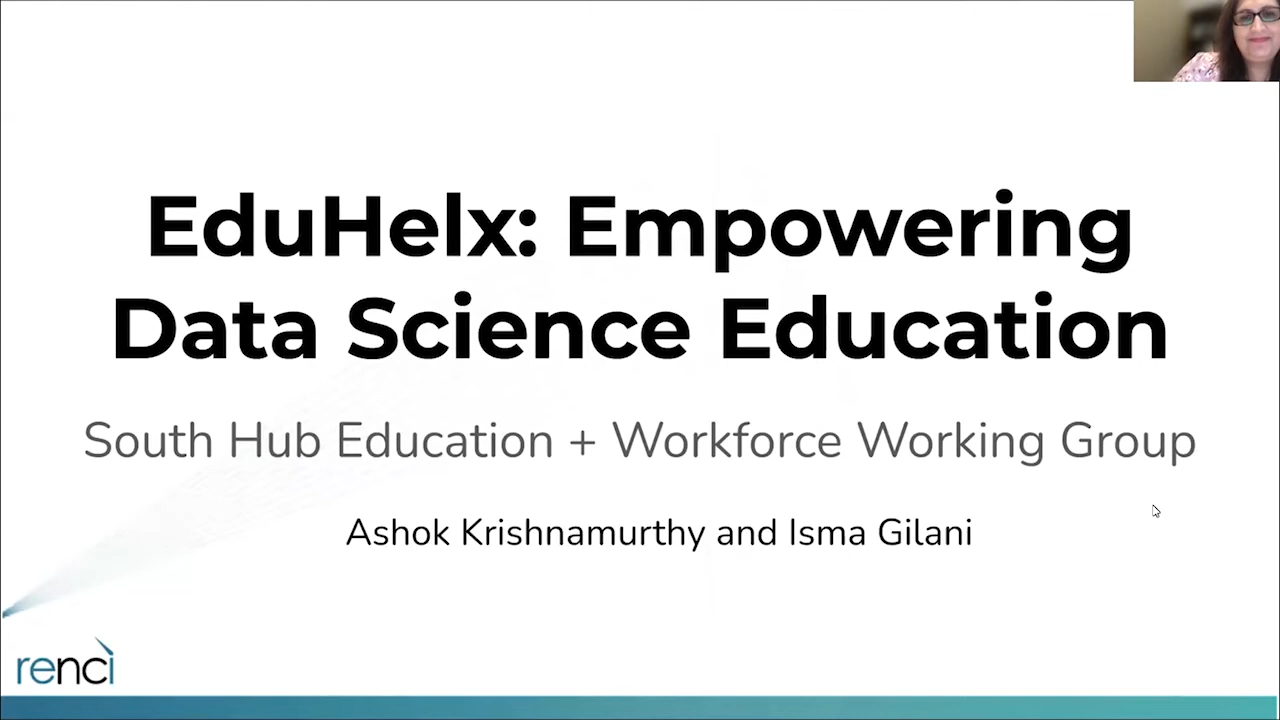 EduHelx: Empowering
Data Science Education
South Hub Education + Workforce Working Group
Ashok Krishnamurthy and Isma Gilani
renci